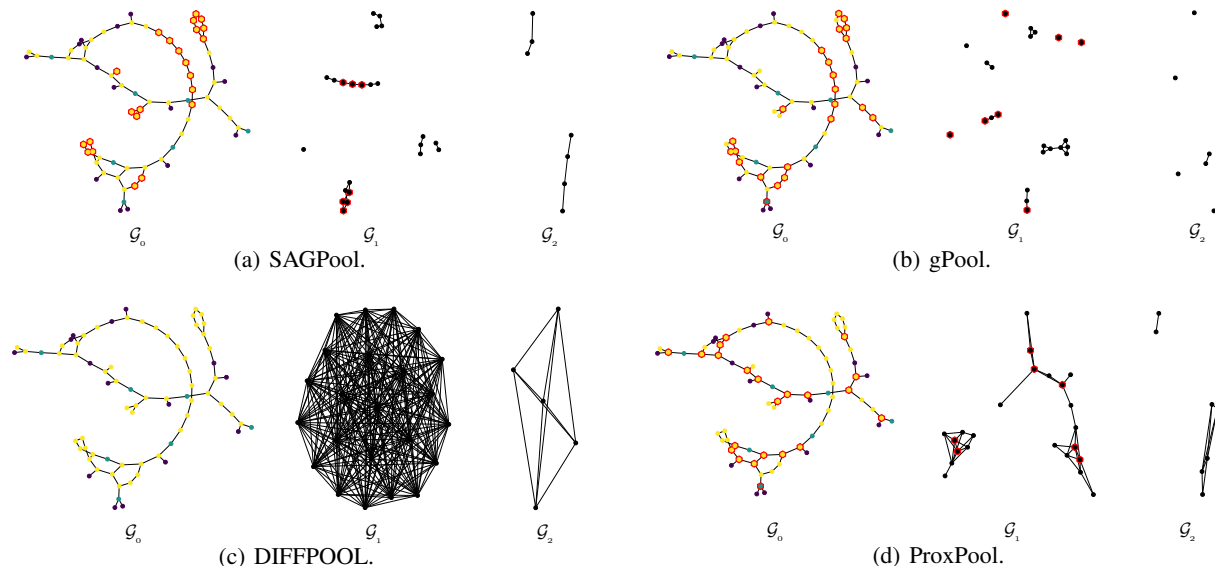 𝒢₀ 𝒢₁ 𝒢₂ 𝒢₀ 𝒢₁ 𝒢₂
(a) SAGPool. (b) gPool.
𝒢₀ 𝒢₁ 𝒢₂ 𝒢₀ 𝒢₁ 𝒢₂
(c) DIFFPOOL. (d) ProxPool.